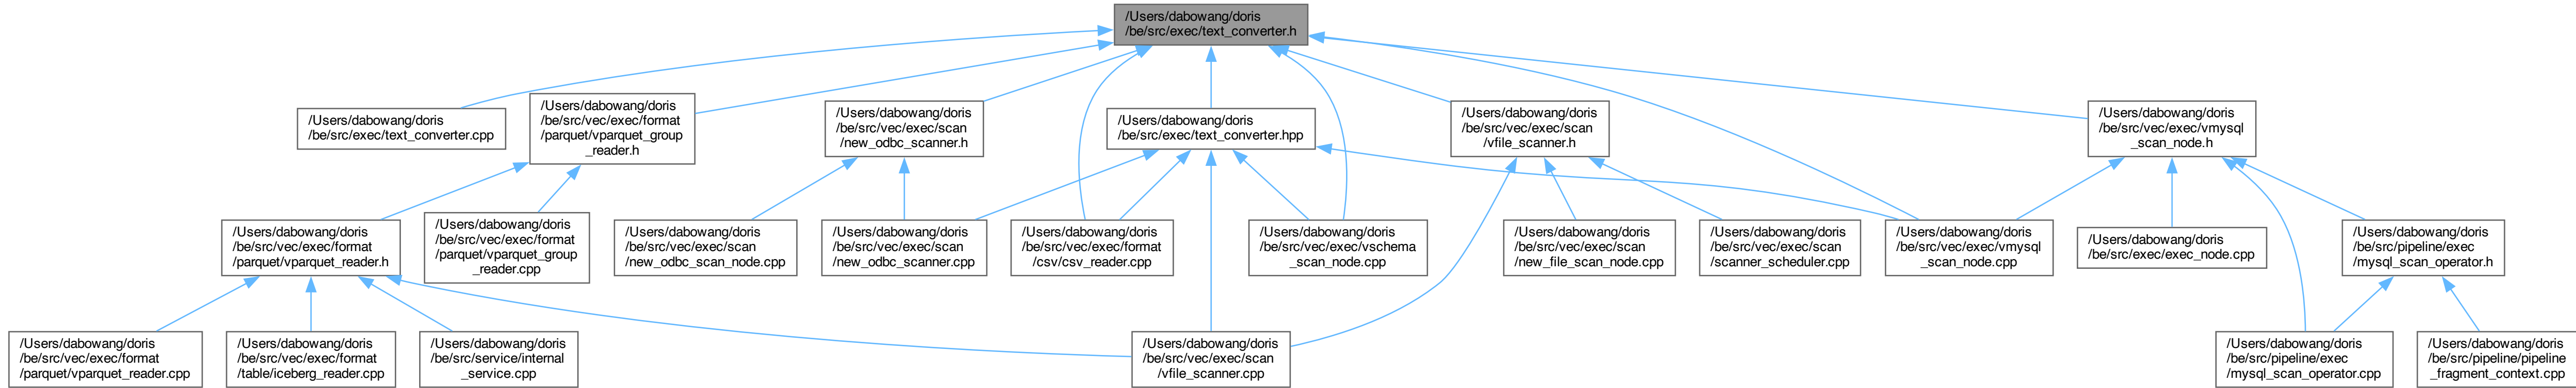 /Users/dabowang/doris
/be/src/exec/text_converter.h
/Users/dabowang/doris
/be/src/exec/text_converter.cpp
/Users/dabowang/doris
/be/src/vec/exec/format
/parquet/vparquet_group
_reader.h
/Users/dabowang/doris
/be/src/vec/exec/scan
/new_odbc_scanner.h
/Users/dabowang/doris
/be/src/exec/text_converter.hpp
/Users/dabowang/doris
/be/src/vec/exec/scan
/vfile_scanner.h
/Users/dabowang/doris
/be/src/vec/exec/vmysql
_scan_node.h
/Users/dabowang/doris
/be/src/vec/exec/format
/parquet/vparquet_reader.h
/Users/dabowang/doris
/be/src/vec/exec/format
/parquet/vparquet_group
_reader.cpp
/Users/dabowang/doris
/be/src/vec/exec/scan
/new_odbc_scan_node.cpp
/Users/dabowang/doris
/be/src/vec/exec/scan
/new_odbc_scanner.cpp
/Users/dabowang/doris
/be/src/vec/exec/format
/csv/csv_reader.cpp
/Users/dabowang/doris
/be/src/vec/exec/vschema
_scan_node.cpp
/Users/dabowang/doris
/be/src/vec/exec/scan
/new_file_scan_node.cpp
/Users/dabowang/doris
/be/src/vec/exec/scan
/scanner_scheduler.cpp
/Users/dabowang/doris
/be/src/vec/exec/vmysql
_scan_node.cpp
/Users/dabowang/doris
/be/src/exec/exec_node.cpp
/Users/dabowang/doris
/be/src/pipeline/exec
/mysql_scan_operator.h
/Users/dabowang/doris
/be/src/vec/exec/format
/parquet/vparquet_reader.cpp
/Users/dabowang/doris
/be/src/vec/exec/format
/table/iceberg_reader.cpp
/Users/dabowang/doris
/be/src/service/internal
_service.cpp
/Users/dabowang/doris
/be/src/vec/exec/scan
/vfile_scanner.cpp
/Users/dabowang/doris
/be/src/pipeline/exec
/mysql_scan_operator.cpp
/Users/dabowang/doris
/be/src/pipeline/pipeline
_fragment_context.cpp